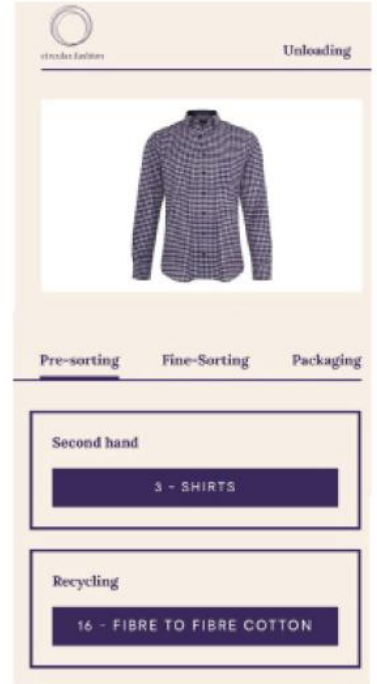 circular.fashion
Unloading
Pre-sorting Fine-Sorting Packaging
Second hand
3 - SHIRTS
Recycling
16 - FIBRE TO FIBRE COTTON